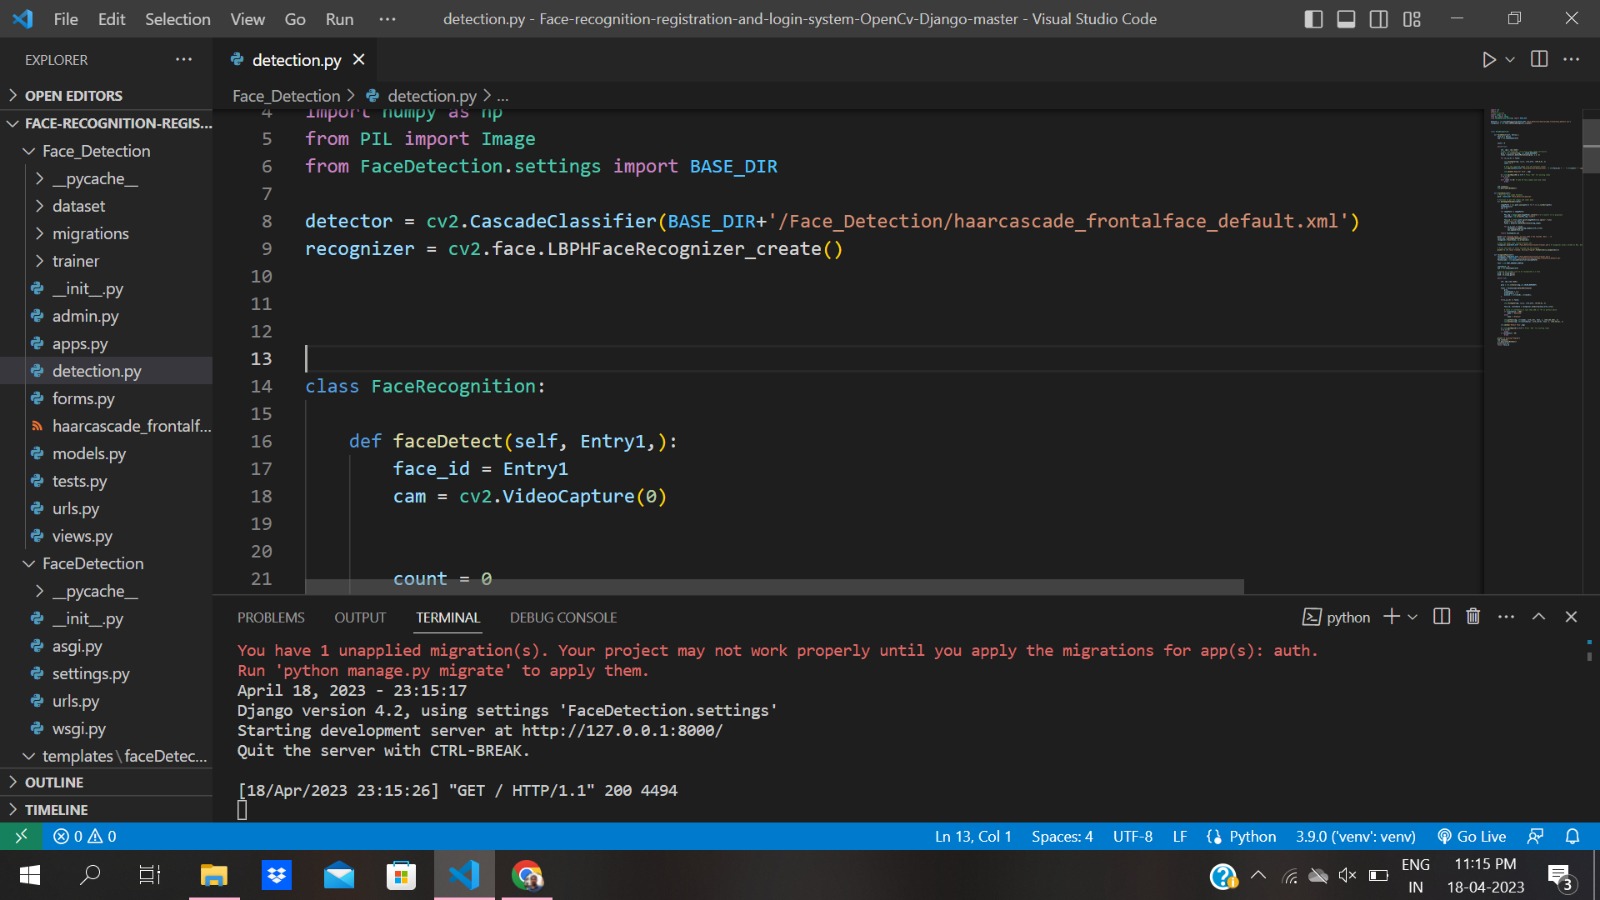 File Edit Selection View Go Run ··· detection.py - Face-recognition-registration-and-login-system-OpenCv-Django-master - Visual Studio Code
EXPLORER ···
detection.py
OPEN EDITORS
FACE-RECOGNITION-REGIS...
Face_Detection
__pycache__
dataset
migrations
trainer
__init__.py
admin.py
apps.py
detection.py
forms.py
haarcascade_frontalf...
models.py
tests.py
urls.py
views.py
FaceDetection
__pycache__
__init__.py
asgi.py
settings.py
urls.py
wsgi.py
templates\faceDetec...
OUTLINE
TIMELINE
Face_Detection > detection.py > ...
4 import numpy as np
5 from PIL import Image
6 from FaceDetection.settings import BASE_DIR
7
8 detector = cv2.CascadeClassifier(BASE_DIR+'/Face_Detection/haarcascade_frontalface_default.xml')
9 recognizer = cv2.face.LBPHFaceRecognizer_create()
10
11
12
13
14 class FaceRecognition:
15
16 def faceDetect(self, Entry1,):
17 face_id = Entry1
18 cam = cv2.VideoCapture(0)
19
20
21 count = 0
PROBLEMS OUTPUT TERMINAL DEBUG CONSOLE python
You have 1 unapplied migration(s). Your project may not work properly until you apply the migrations for app(s): auth.
Run 'python manage.py migrate' to apply them.
April 18, 2023 - 23:15:17
Django version 4.2, using settings 'FaceDetection.settings'
Starting development server at http://127.0.0.1:8000/
Quit the server with CTRL-BREAK.
[18/Apr/2023 23:15:26] "GET / HTTP/1.1" 200 4494
0 0 Ln 13, Col 1 Spaces: 4 UTF-8 LF Python 3.9.0 ('venv': venv) Go Live
ENG 11:15 PM
IN 18-04-2023 3